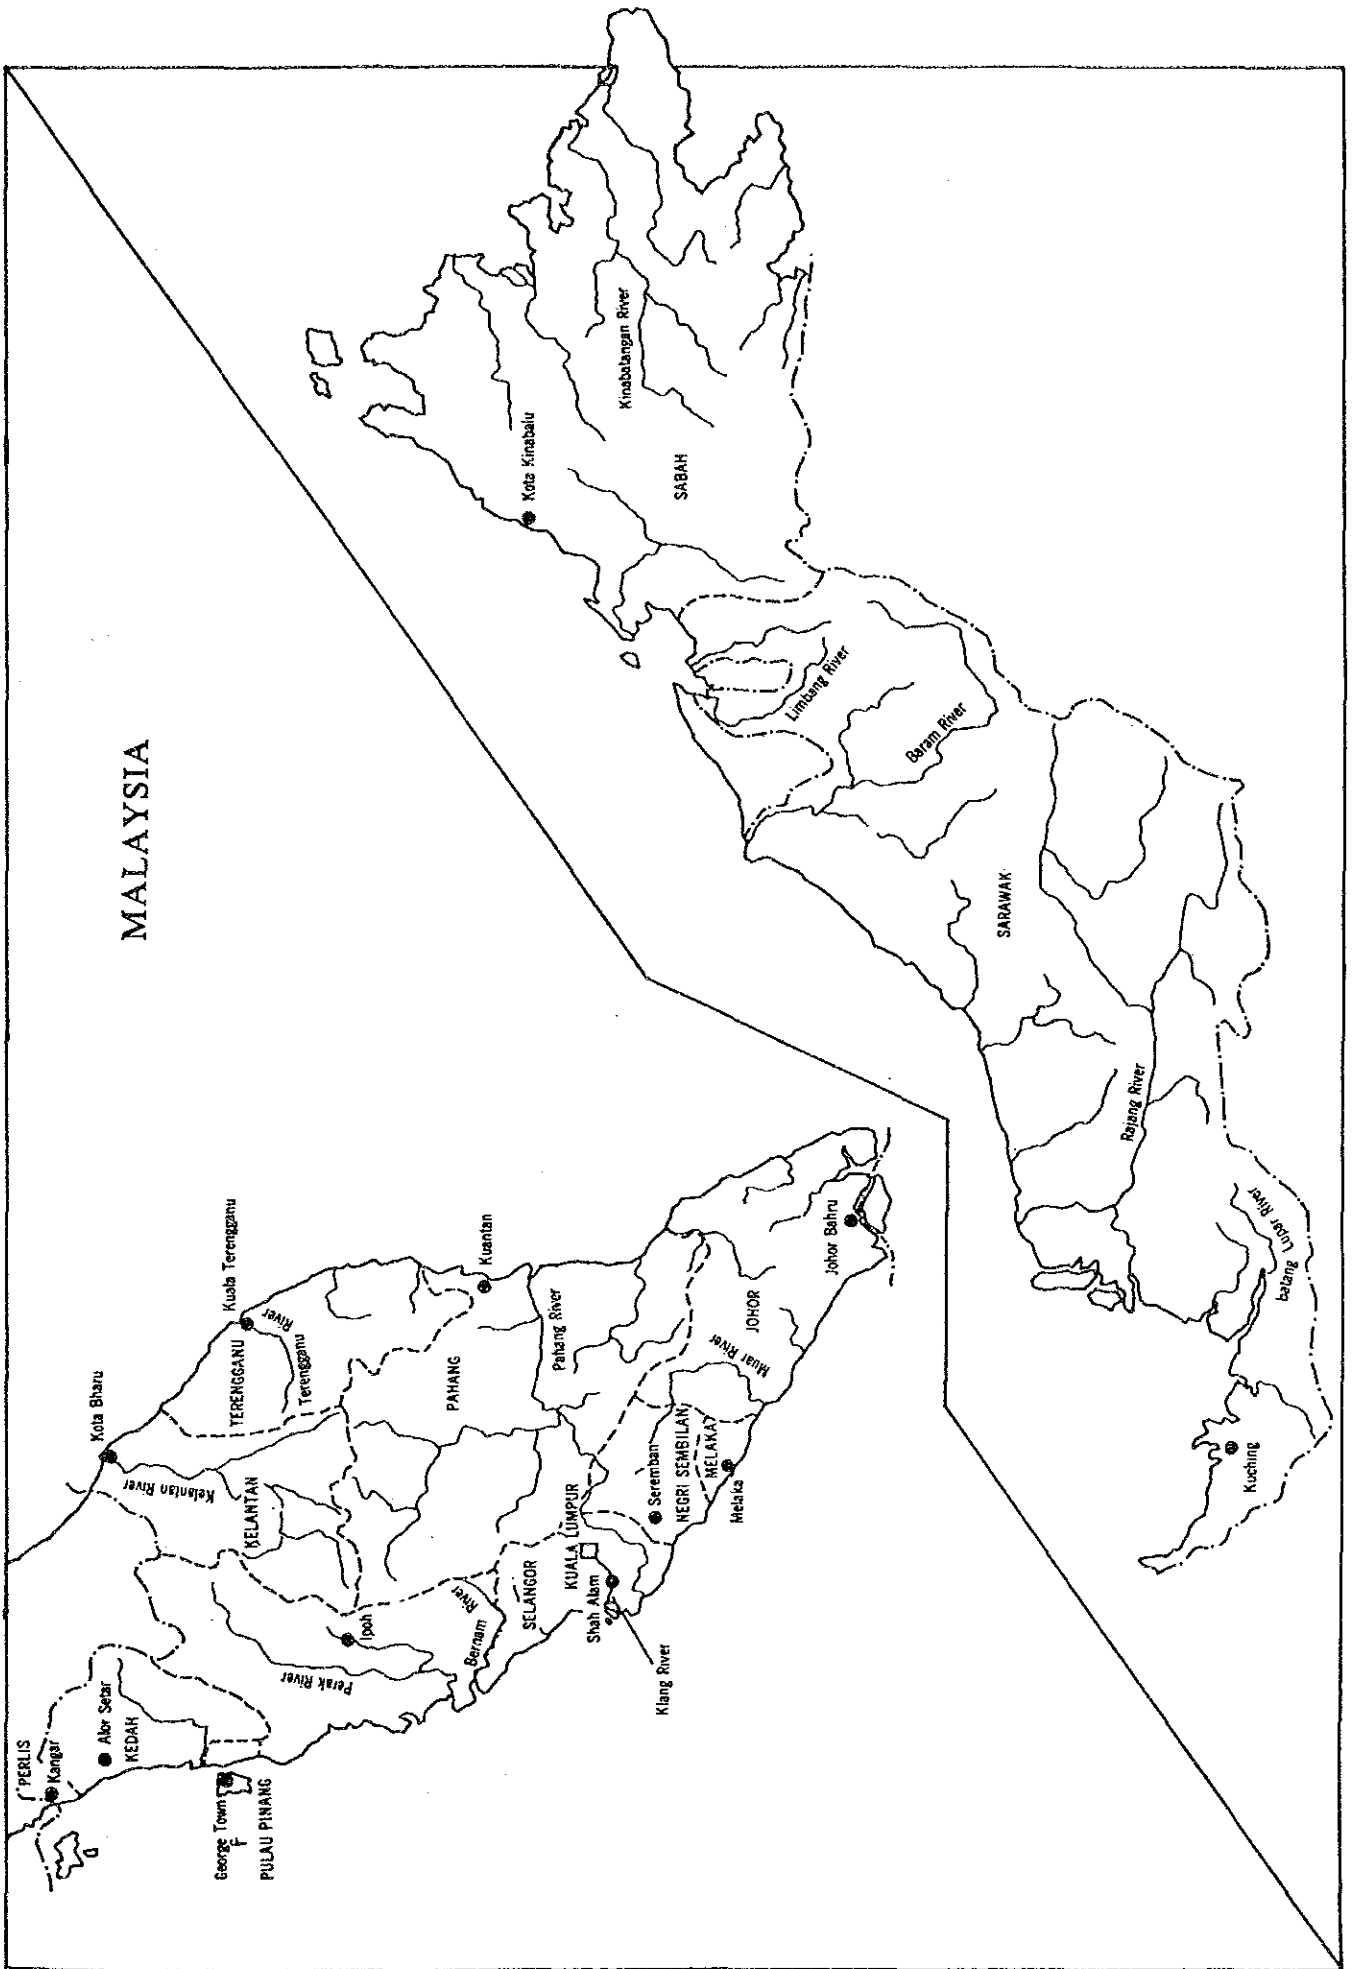 MALAYSIA
PERLIS
Kangar
Alor Setar
KEDAH
George Town
F
PULAU PINANG
Kota Bharu
Kelantan River
KELANTAN
Kuala Terengganu
TERENGGANU
Terengganu
River
Perak River
Ipoh
Bernam
River
PAHANG
Kuantan
Pahang River
SELANGOR
KUALA LUMPUR
Shah Alam
Klang River
Seremban
NEGRI SEMBILAN
MELAKA
Melaka
Muar River
JOHOR
Johor Bahru
Kota Kinabalu
Kinabatangan River
SABAH
Limbang River
Baram River
SARAWAK
Rajang River
batang Lupar River
Kuching